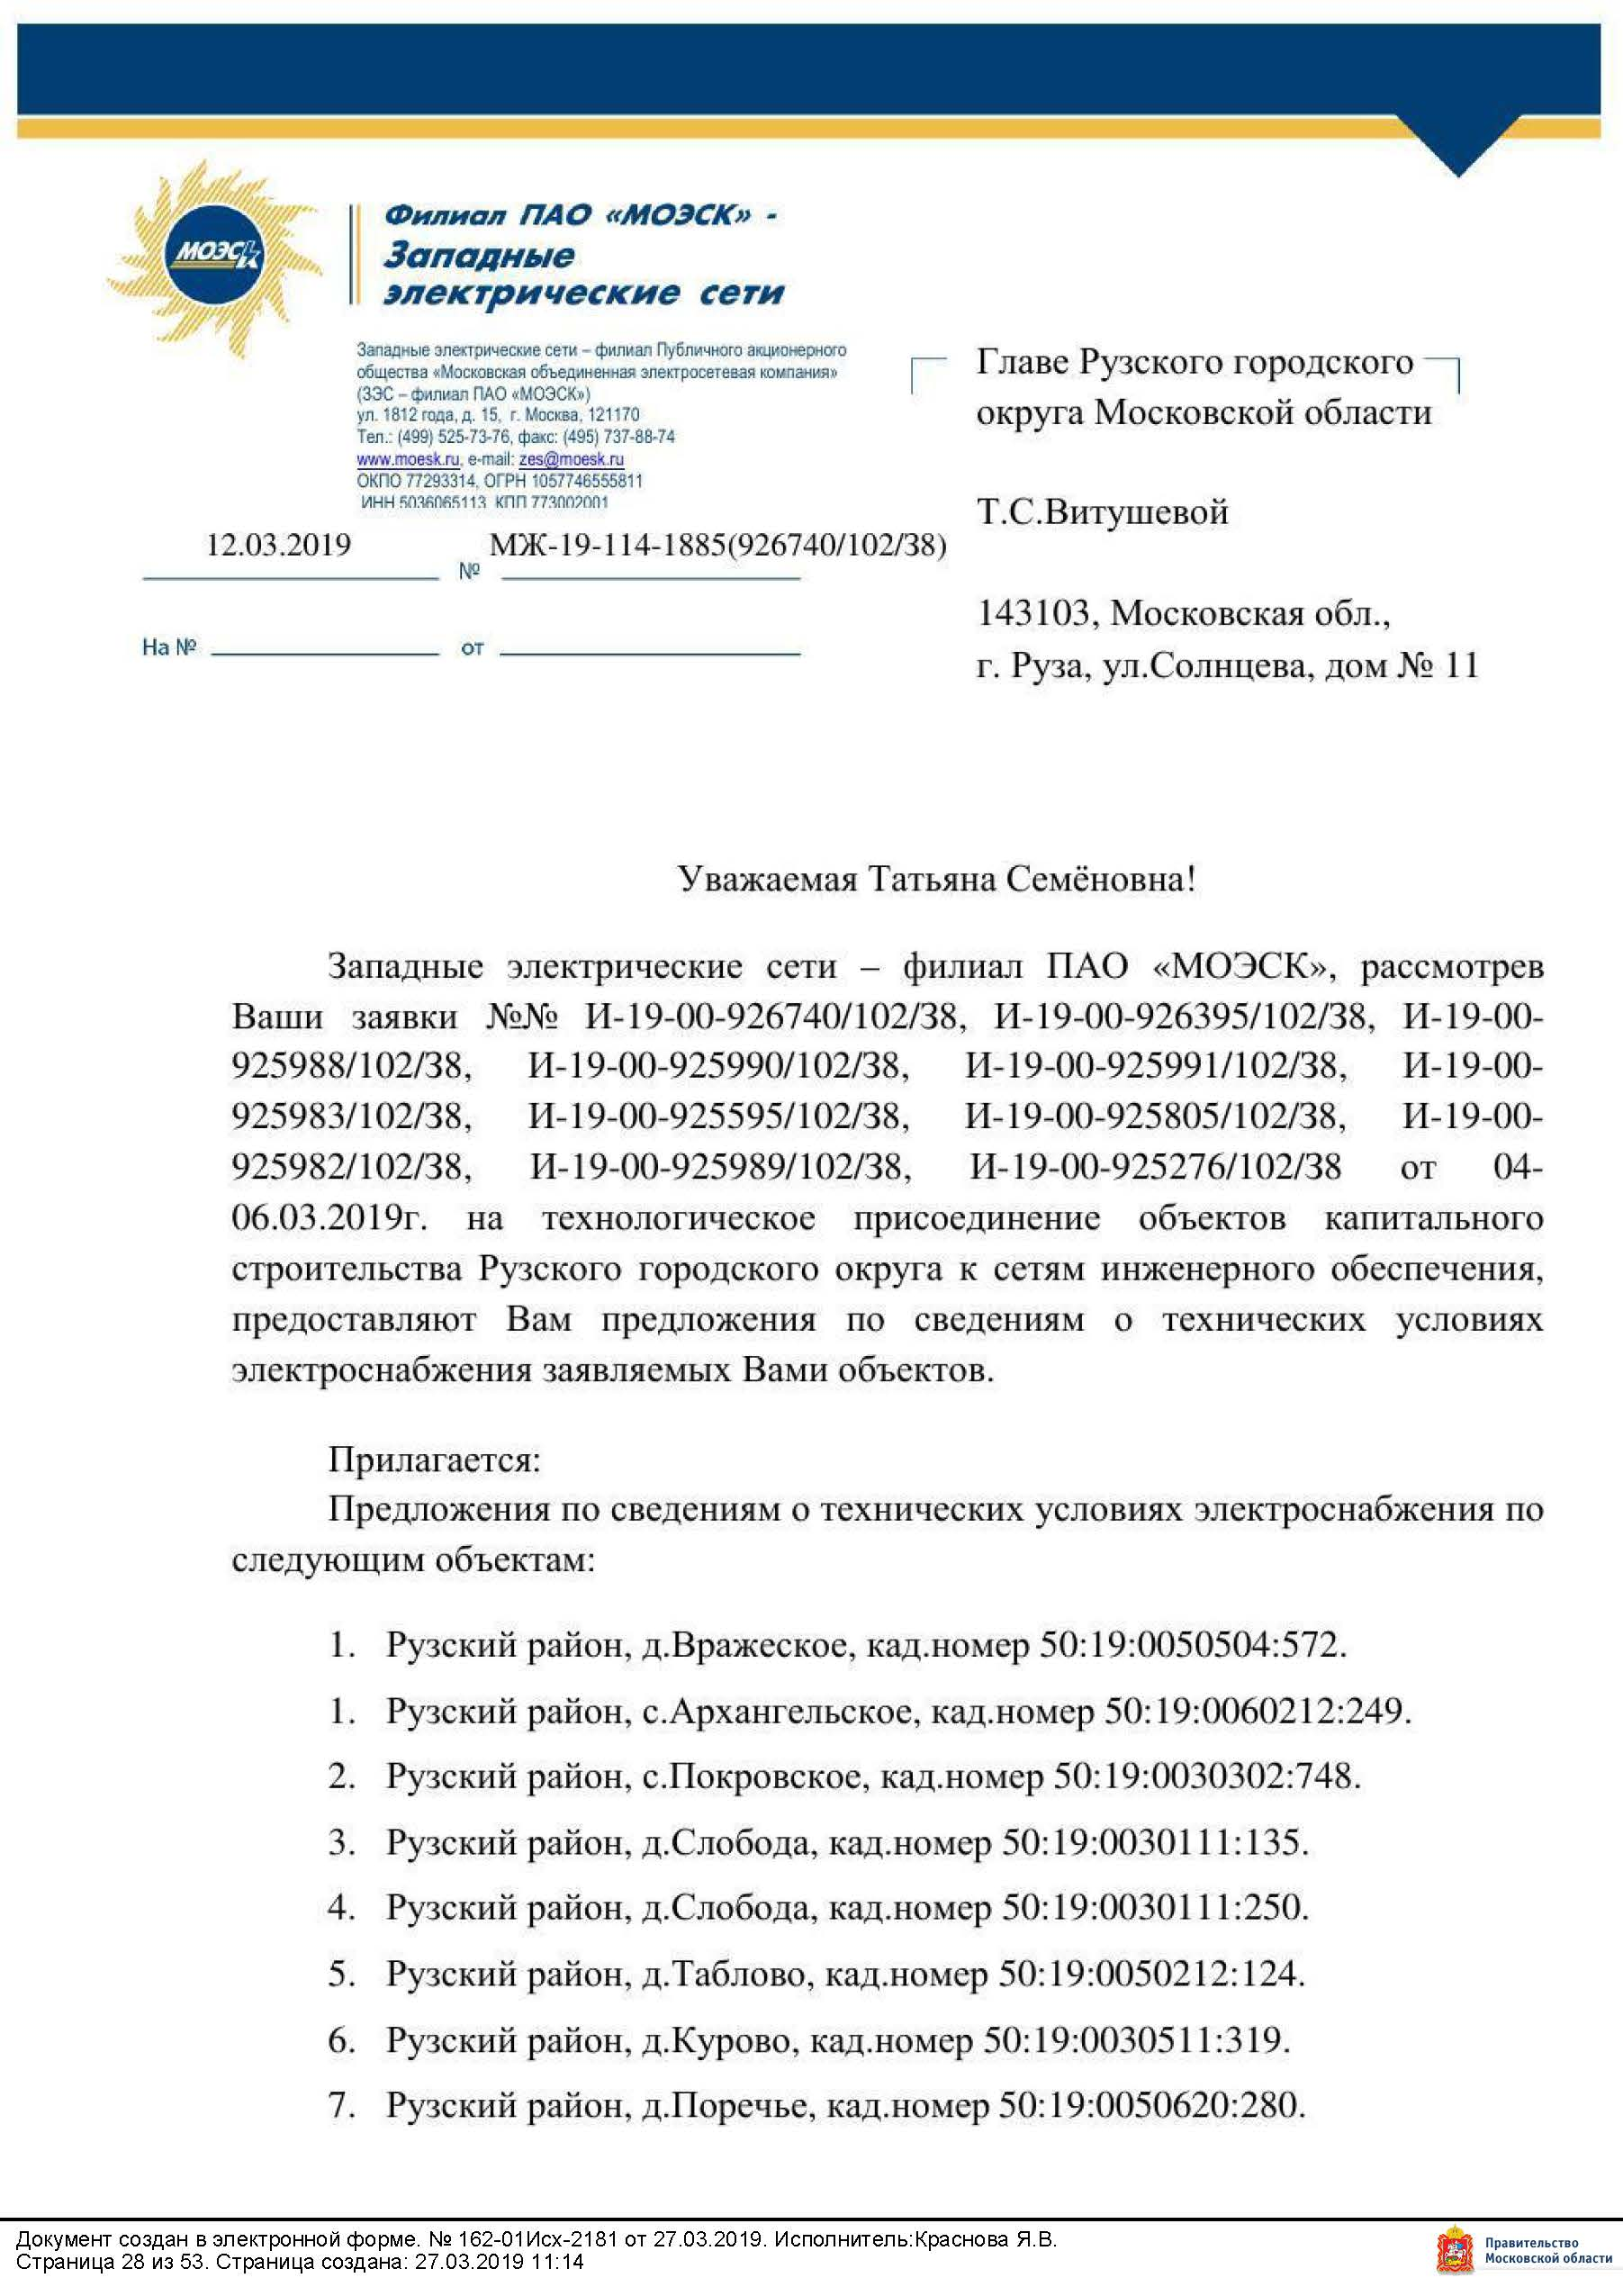 МОЭСК
Филиал ПАО «МОЭСК» -
Западные
электрические сети
Западные электрические сети – филиал Публичного акционерного
общества «Московская объединенная электросетевая компания»
(ЗЭС – филиал ПАО «МОЭСК»)
ул. 1812 года, д. 15, г. Москва, 121170
Тел.: (499) 525-73-76, факс: (495) 737-88-74
www.moesk.ru, e-mail: zes@moesk.ru
ОКПО 77293314, ОГРН 1057746555811
ИНН 5036065113 КПП 773002001
12.03.2019 № МЖ-19-114-1885(926740/102/38)
На № от
Главе Рузского городского
округа Московской области
Т.С.Витушевой
143103, Московская обл.,
г. Руза, ул.Солнцева, дом № 11
Уважаемая Татьяна Семёновна!
Западные электрические сети – филиал ПАО «МОЭСК», рассмотрев
Ваши заявки №№ И-19-00-926740/102/38, И-19-00-926395/102/38, И-19-00-
925988/102/38, И-19-00-925990/102/38, И-19-00-925991/102/38, И-19-00-
925983/102/38, И-19-00-925595/102/38, И-19-00-925805/102/38, И-19-00-
925982/102/38, И-19-00-925989/102/38, И-19-00-925276/102/38 от 04-
06.03.2019г. на технологическое присоединение объектов капитального
строительства Рузского городского округа к сетям инженерного обеспечения,
предоставляют Вам предложения по сведениям о технических условиях
электроснабжения заявляемых Вами объектов.
Прилагается:
Предложения по сведениям о технических условиях электроснабжения по
следующим объектам:
1. Рузский район, д.Вражеское, кад.номер 50:19:0050504:572.
1. Рузский район, с.Архангельское, кад.номер 50:19:0060212:249.
2. Рузский район, с.Покровское, кад.номер 50:19:0030302:748.
3. Рузский район, д.Слобода, кад.номер 50:19:0030111:135.
4. Рузский район, д.Слобода, кад.номер 50:19:0030111:250.
5. Рузский район, д.Таблово, кад.номер 50:19:0050212:124.
6. Рузский район, д.Курово, кад.номер 50:19:0030511:319.
7. Рузский район, д.Поречье, кад.номер 50:19:0050620:280.
Документ создан в электронной форме. № 162-01Исх-2181 от 27.03.2019. Исполнитель:Краснова Я.В.
Страница 28 из 53. Страница создана: 27.03.2019 11:14
Правительство
Московской области